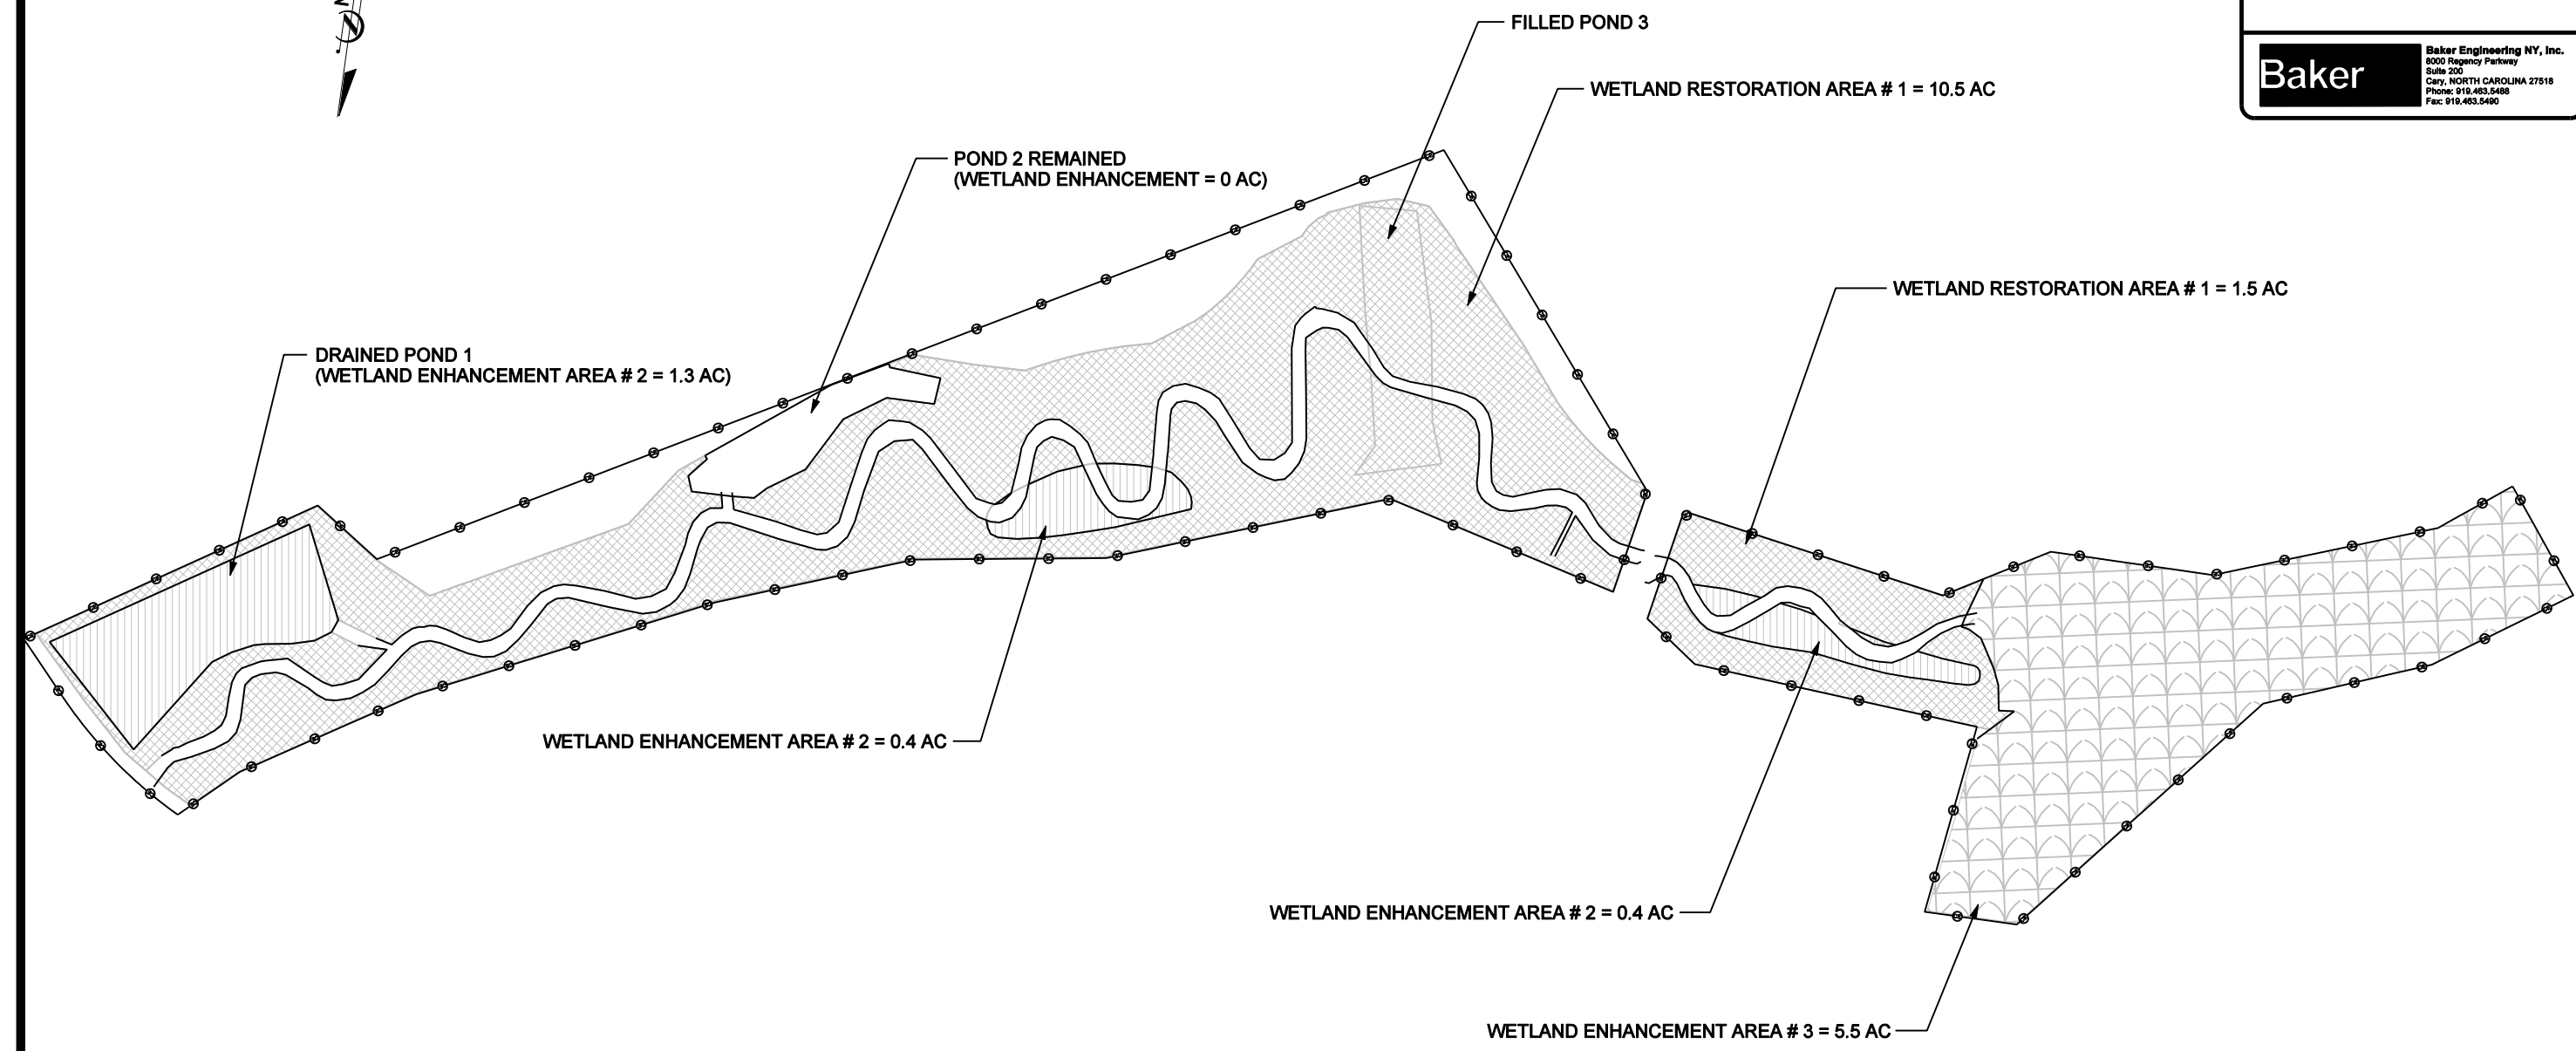 FILLED POND 3
Baker
Baker Engineering NY, Inc.
8000 Regency Parkway
Suite 200
Cary, NORTH CAROLINA 27518
Phone: 919.463.5488
Fax: 919.463.5490
WETLAND RESTORATION AREA # 1 = 10.5 AC
POND 2 REMAINED
(WETLAND ENHANCEMENT = 0 AC)
WETLAND RESTORATION AREA # 1 = 1.5 AC
DRAINED POND 1
(WETLAND ENHANCEMENT AREA # 2 = 1.3 AC)
WETLAND ENHANCEMENT AREA # 2 = 0.4 AC
WETLAND ENHANCEMENT AREA # 2 = 0.4 AC
WETLAND ENHANCEMENT AREA # 3 = 5.5 AC